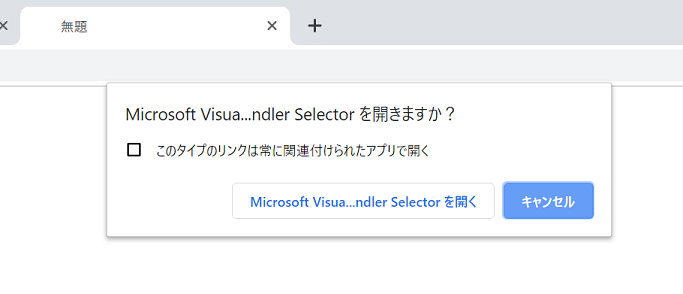 無題
Microsoft Visua...ndler Selector を開きますか？
このタイプのリンクは常に関連付けられたアプリで開く
Microsoft Visua...ndler Selector を開く
キャンセル